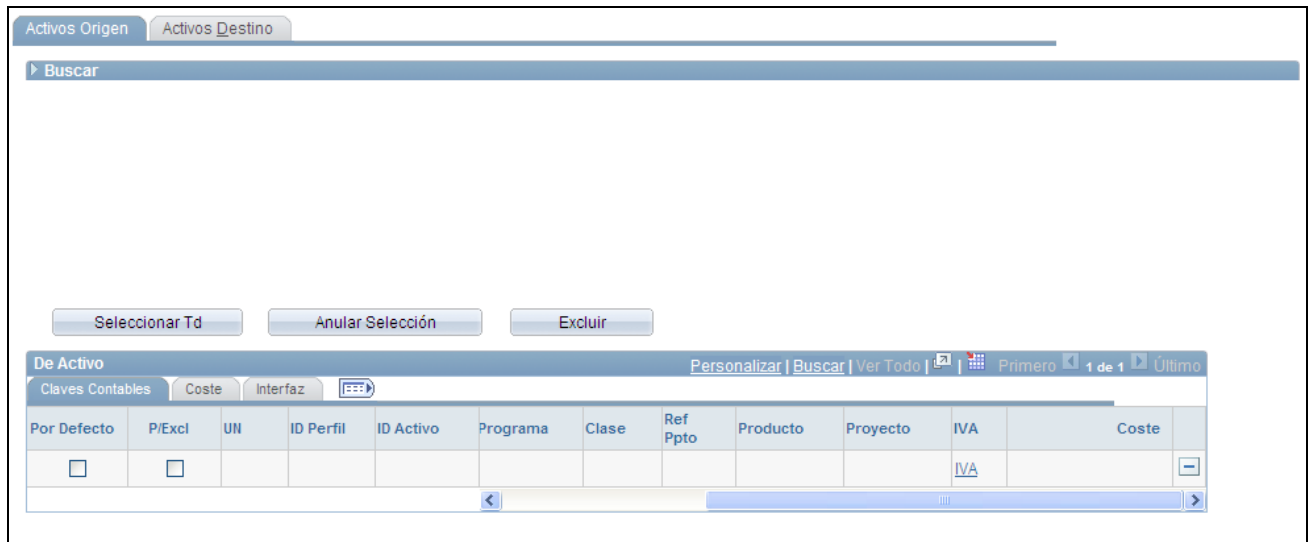 Activos Origen Activos Destino
Buscar
Seleccionar Td Anular Selección Excluir
De Activo Personalizar | Buscar | Ver Todo | | Primero 1 de 1 Último
Claves Contables Coste Interfaz
Por Defecto P/Excl UN ID Perfil ID Activo Programa Clase Ref Ppto Producto Proyecto IVA Coste
IVA